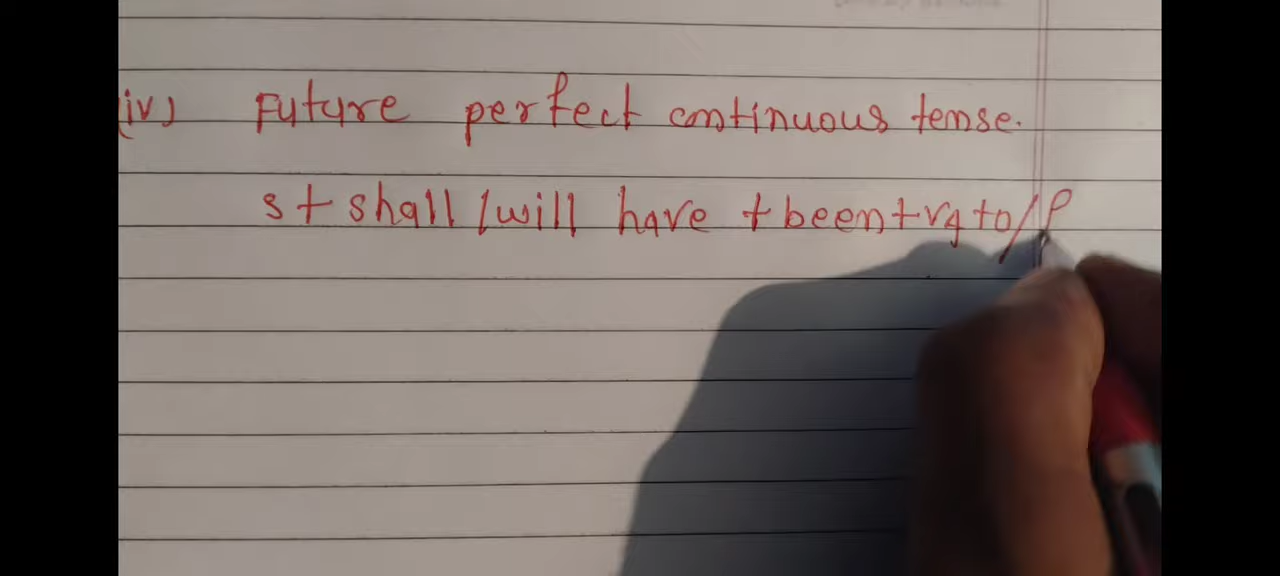 (iv) Future perfect continuous tense.
s + shall / will have + been + v4 + o / P